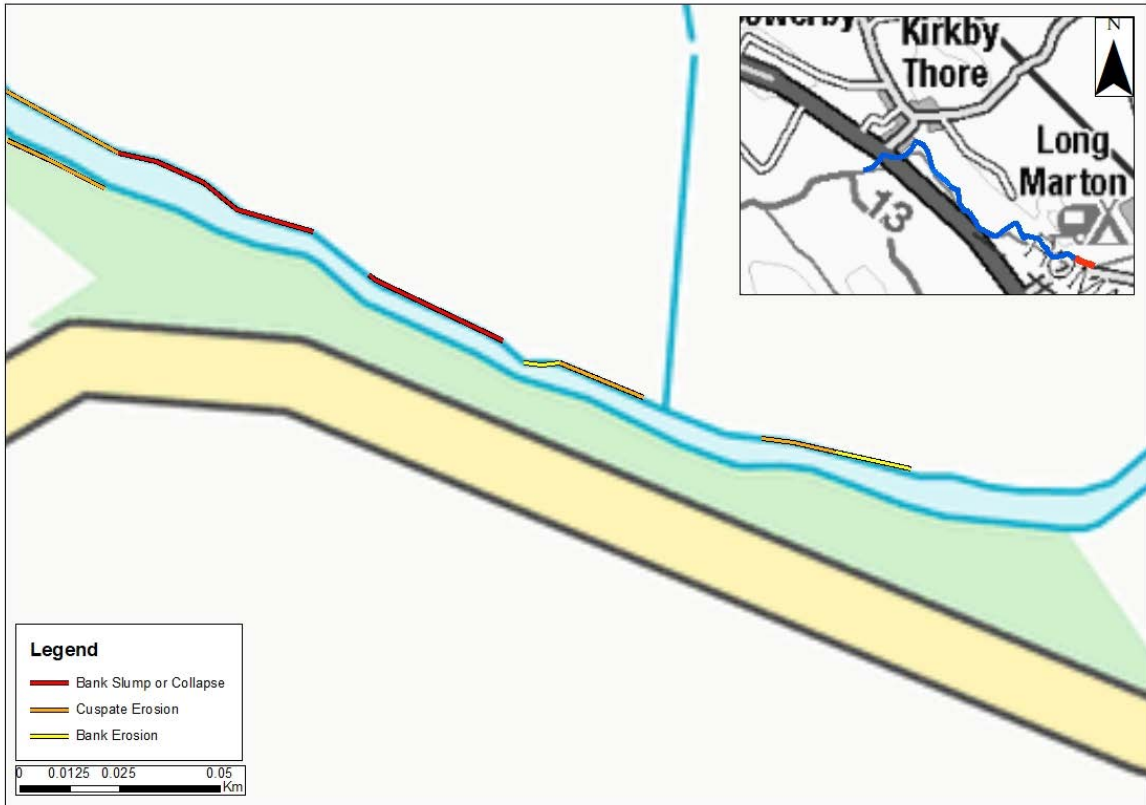 Kirkby
Thore
N
Long
Marton
13
Legend
Bank Slump or Collapse
Cuspate Erosion
Bank Erosion
0 0.0125 0.025 0.05
Km